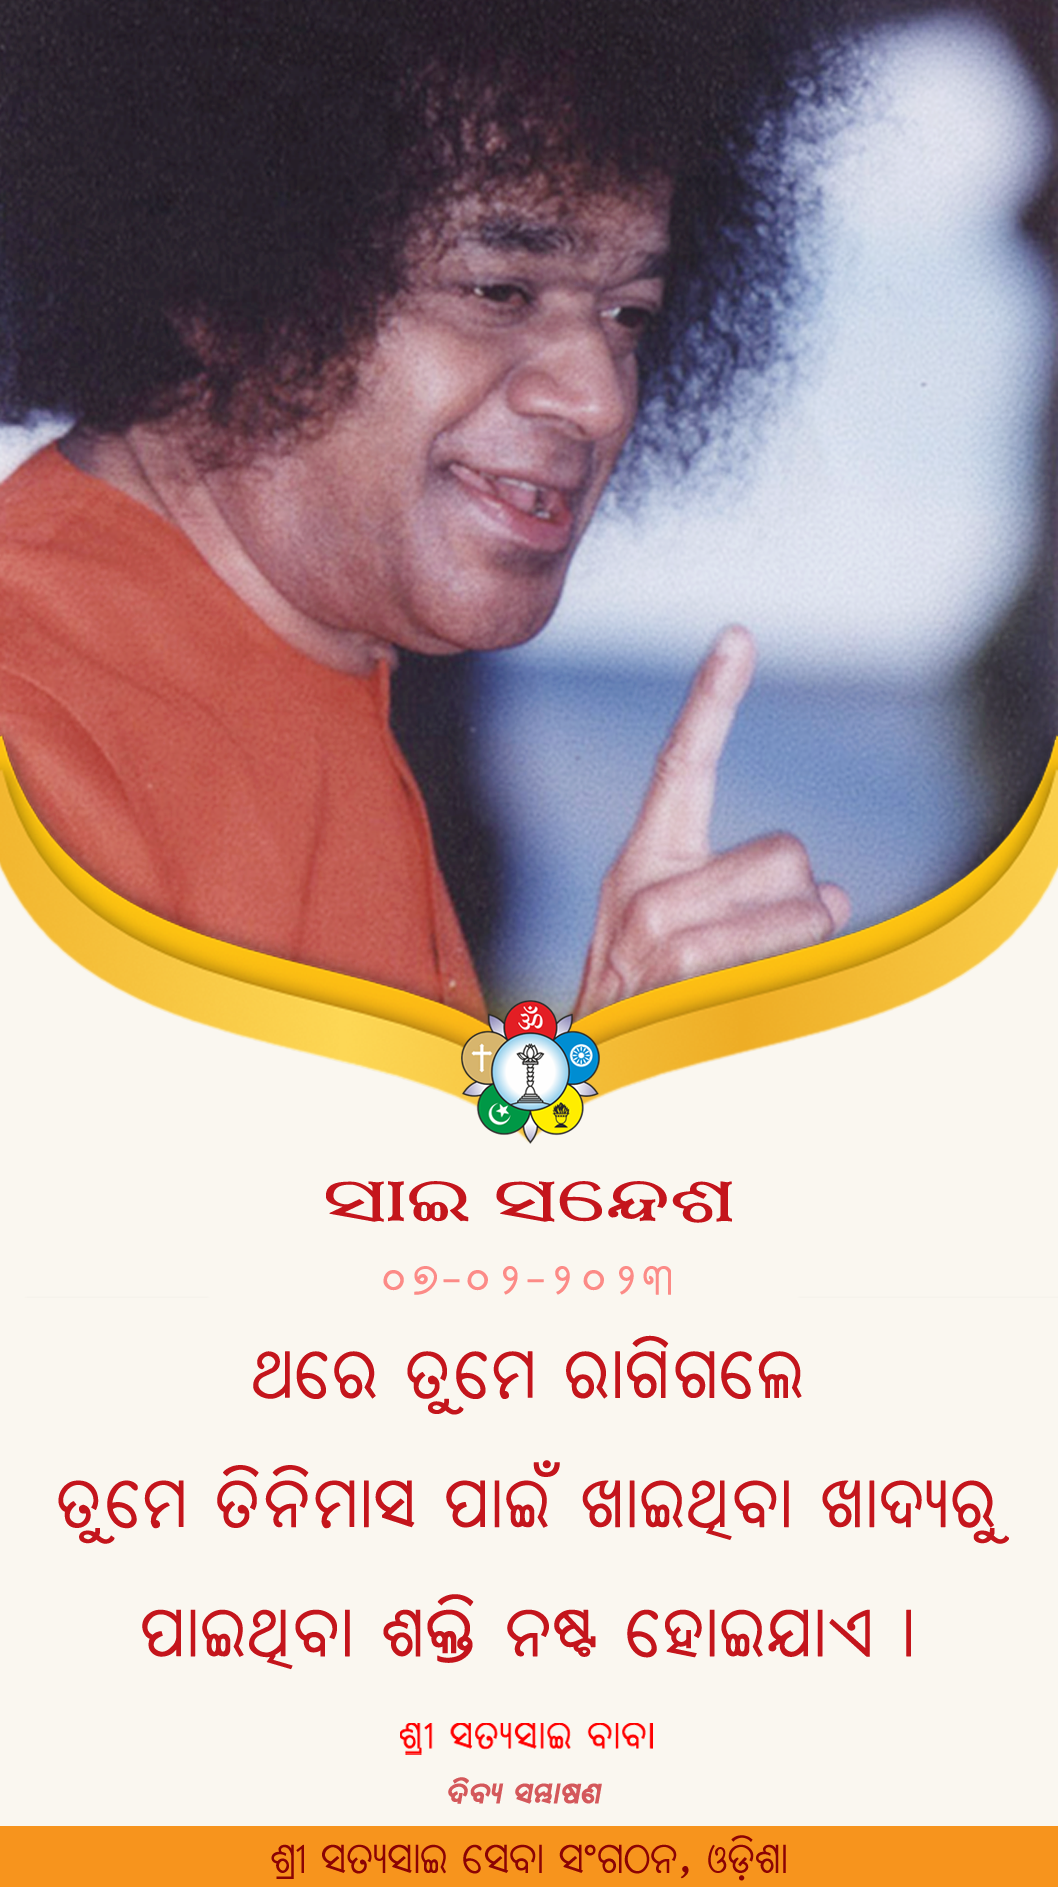 ସାଇ ସନ୍ଦେଶ
୦୭-୦୨-୨୦୨୩
ଥରେ ତୁମେ ରାଗିଗଲେ
ତୁମେ ତିନିମାସ ପାଇଁ ଖାଇଥିବା ଖାଦ୍ୟରୁ
ପାଇଥିବା ଶକ୍ତି ନଷ୍ଟ ହୋଇଯାଏ ।
ଶ୍ରୀ ସତ୍ୟସାଇ ବାବା
ଦିବ୍ୟ ସମ୍ଭାଷଣ
ଶ୍ରୀ ସତ୍ୟସାଇ ସେବା ସଂଗଠନ, ଓଡ଼ିଶା